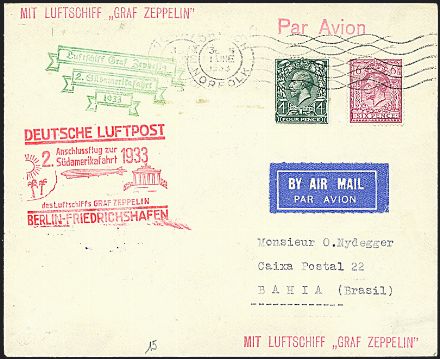 MIT LUFTSCHIFF „GRAF ZEPPELIN"
Par Avion
Luftschiff Graf Zeppelin
2. Südamerikafahrt
1933
NORFOLK
FOUR PENCE
SIX PENCE
DEUTSCHE LUFTPOST
2. Anschlussflug zur Südamerikafahrt 1933
des Luftschiffs GRAF ZEPPELIN
BERLIN-FRIEDRICHSHAFEN
BY AIR MAIL
PAR AVION
Monsieur O.Nydegger
Caixa Postal 22
BAHIA (Brasil)
MIT LUFTSCHIFF „GRAF ZEPPELIN"
15